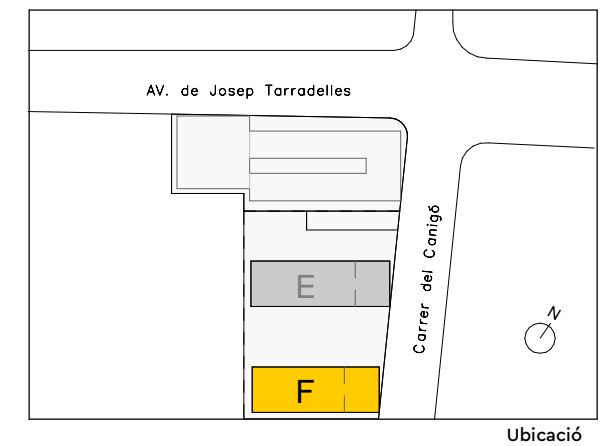 AV. de Josep Tarradelles
Carrer del Canigó
E
N
F
Ubicació